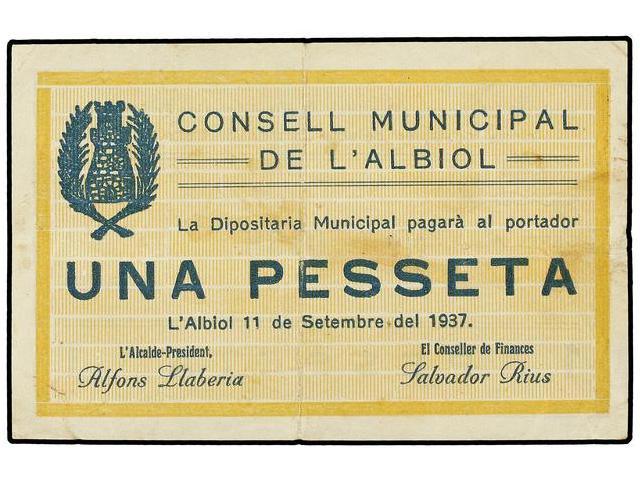 CONSELL MUNICIPAL
DE L'ALBIOL
La Dipositaria Municipal pagarà al portador
UNA PESSETA
L'Albiol 11 de Setembre del 1937.
L'Alcalde-President,
Alfons Llaberia
El Conseller de Finances
Salvador Rius